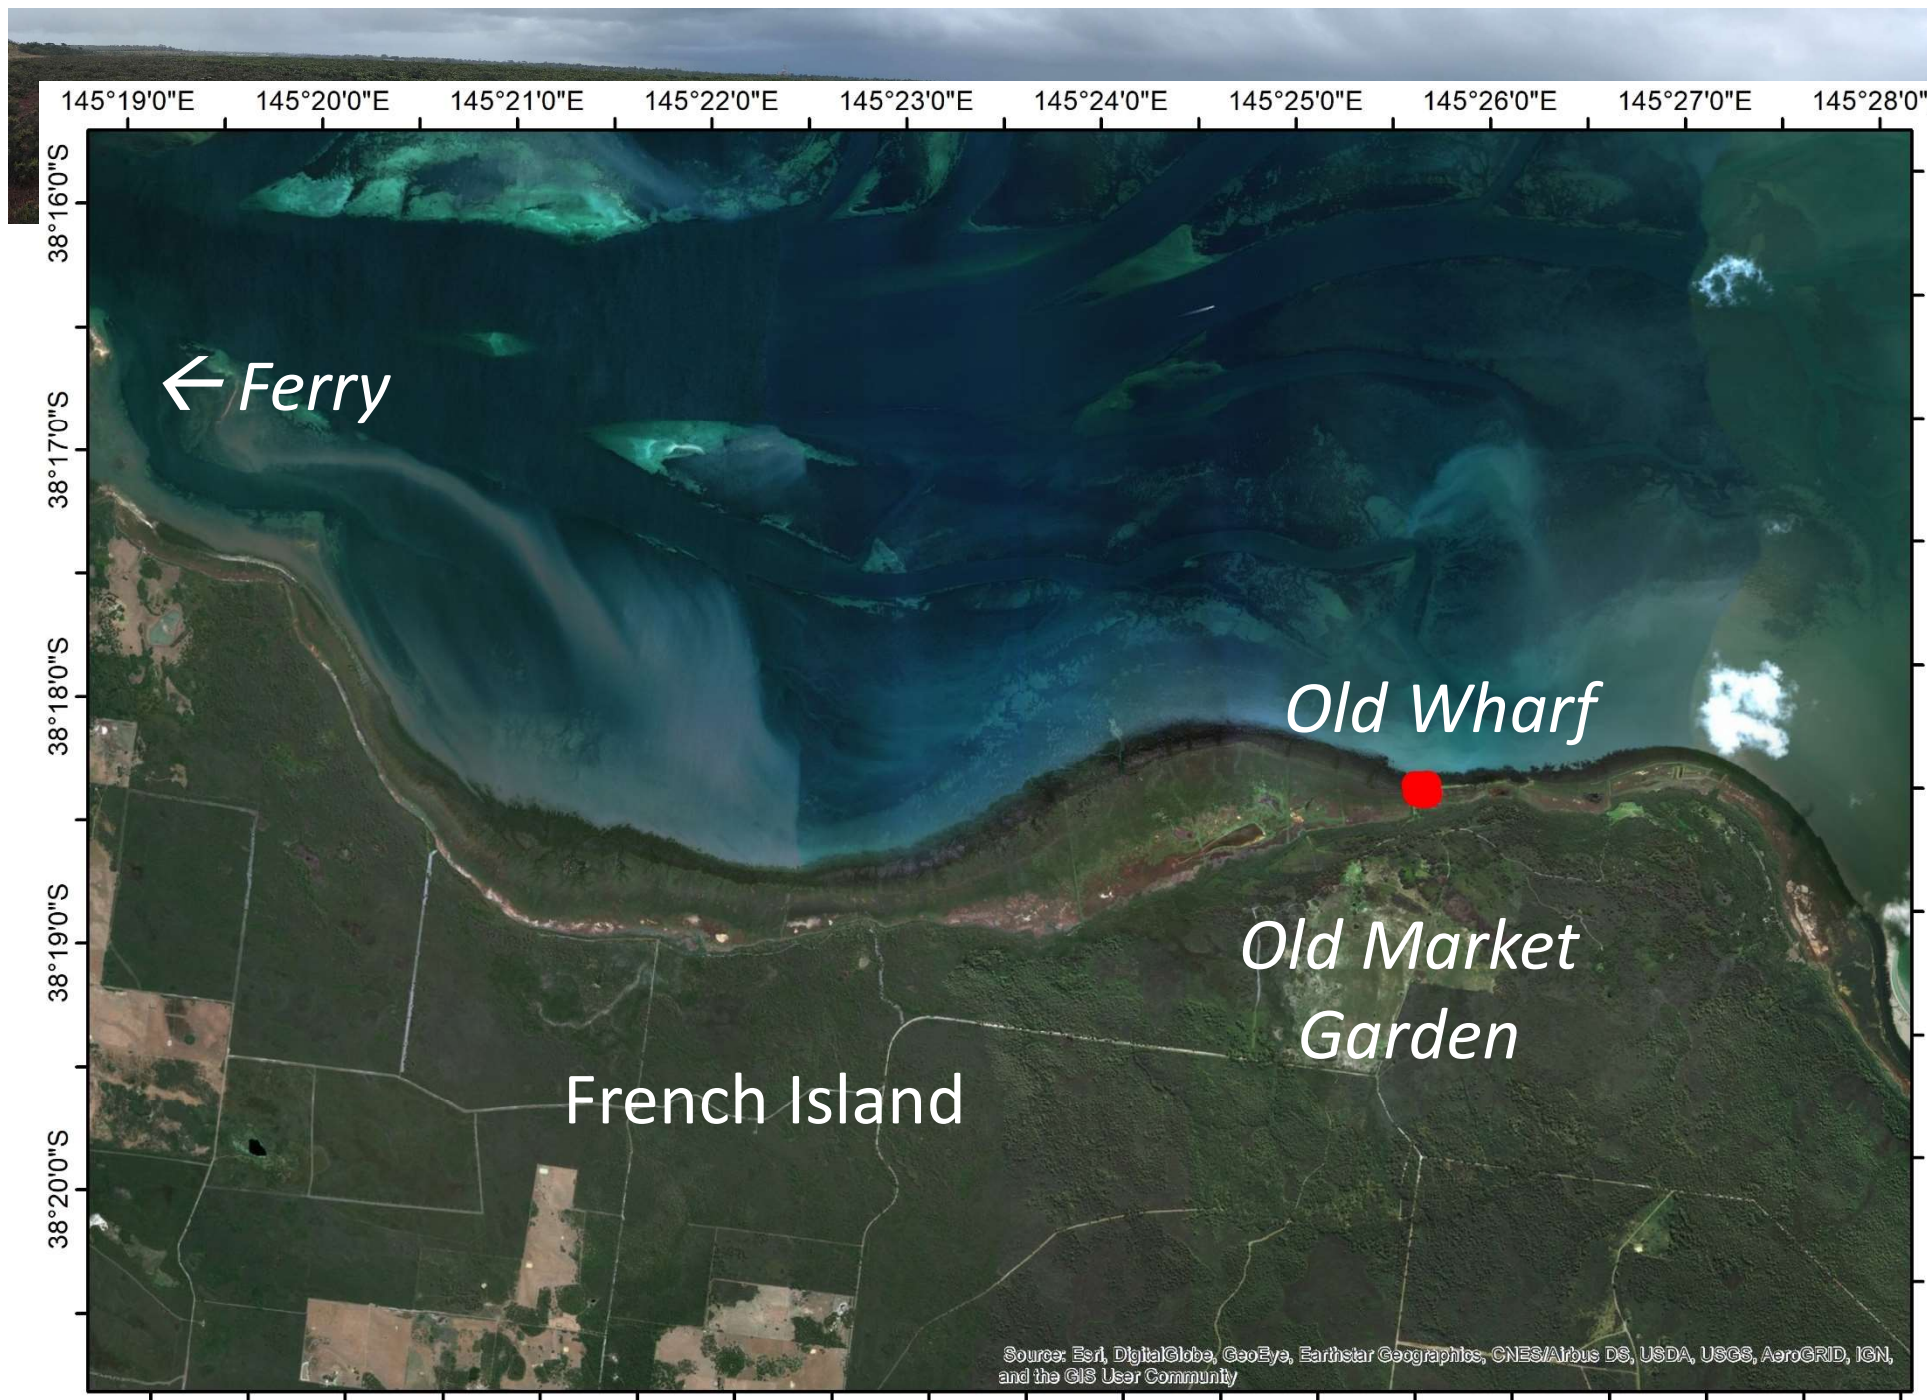 145°19'0"E 145°20'0"E 145°21'0"E 145°22'0"E 145°23'0"E 145°24'0"E 145°25'0"E 145°26'0"E 145°27'0"E 145°28'0"
38°16'0"S
← Ferry
38°17'0"S
38°18'0"S
Old Wharf
38°19'0"S
Old Market
Garden
French Island
38°20'0"S
Source: Esri, DigitalGlobe, GeoEye, Earthstar Geographics, CNES/Airbus DS, USDA, USGS, AeroGRID, IGN,
and the GIS User Community